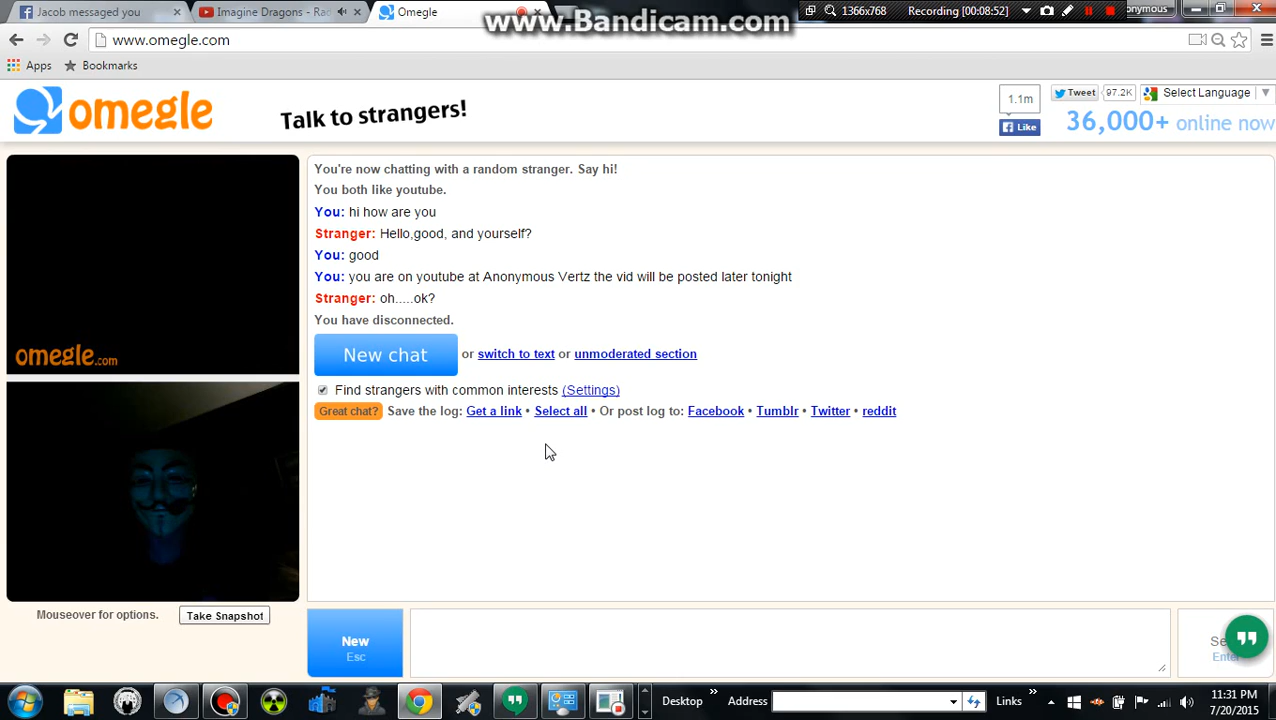 Jacob messaged you
Imagine Dragons - Rad
Omegle
www.Bandicam.com
1366x768
Recording [00:08:52]
onymous
www.omegle.com
Apps
Bookmarks
omegle
Talk to strangers!
1.1m
Like
Tweet
97.2K
Select Language
36,000+ online now
omegle.com
You're now chatting with a random stranger. Say hi!
You both like youtube.
You: hi how are you
Stranger: Hello,good, and yourself?
You: good
You: you are on youtube at Anonymous Vertz the vid will be posted later tonight
Stranger: oh.....ok?
You have disconnected.
New chat or switch to text or unmoderated section
Find strangers with common interests (Settings)
Great chat? Save the log: Get a link • Select all • Or post log to: Facebook • Tumblr • Twitter • reddit
Mouseover for options.
Take Snapshot
New
Esc
Se
Enter
Desktop
Address
Links
11:31 PM
7/20/2015